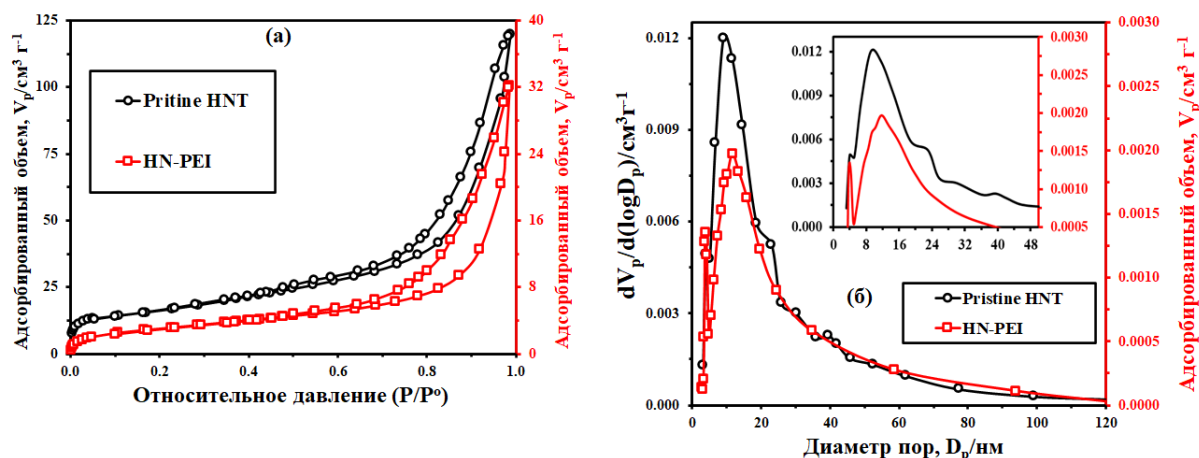 (а)
Pritine HNT
HN-PEI
Адсорбированный объем, Vₚ/см³ г⁻¹
125
100
75
50
25
0
0.0 0.2 0.4 0.6 0.8 1.0
Относительное давление (P/Pº)
40
32
24
16
8
0
Адсорбированный объем, Vₚ/см³ г⁻¹
(б)
Pristine HNT
HN-PEI
dVₚ/d(logDₚ)/см³г⁻¹
0.012
0.009
0.006
0.003
0.000
0 20 40 60 80 100 120
Диаметр пор, Dₚ/нм
0.0030
0.0025
0.0020
0.0015
0.0010
0.0005
0.0000
Адсорбированный объем, Vₚ/см³ г⁻¹
0.012
0.009
0.006
0.003
0.000
0 6 12 18 24 30 36 42 48
0.0030
0.0025
0.0020
0.0015
0.0010
0.0005